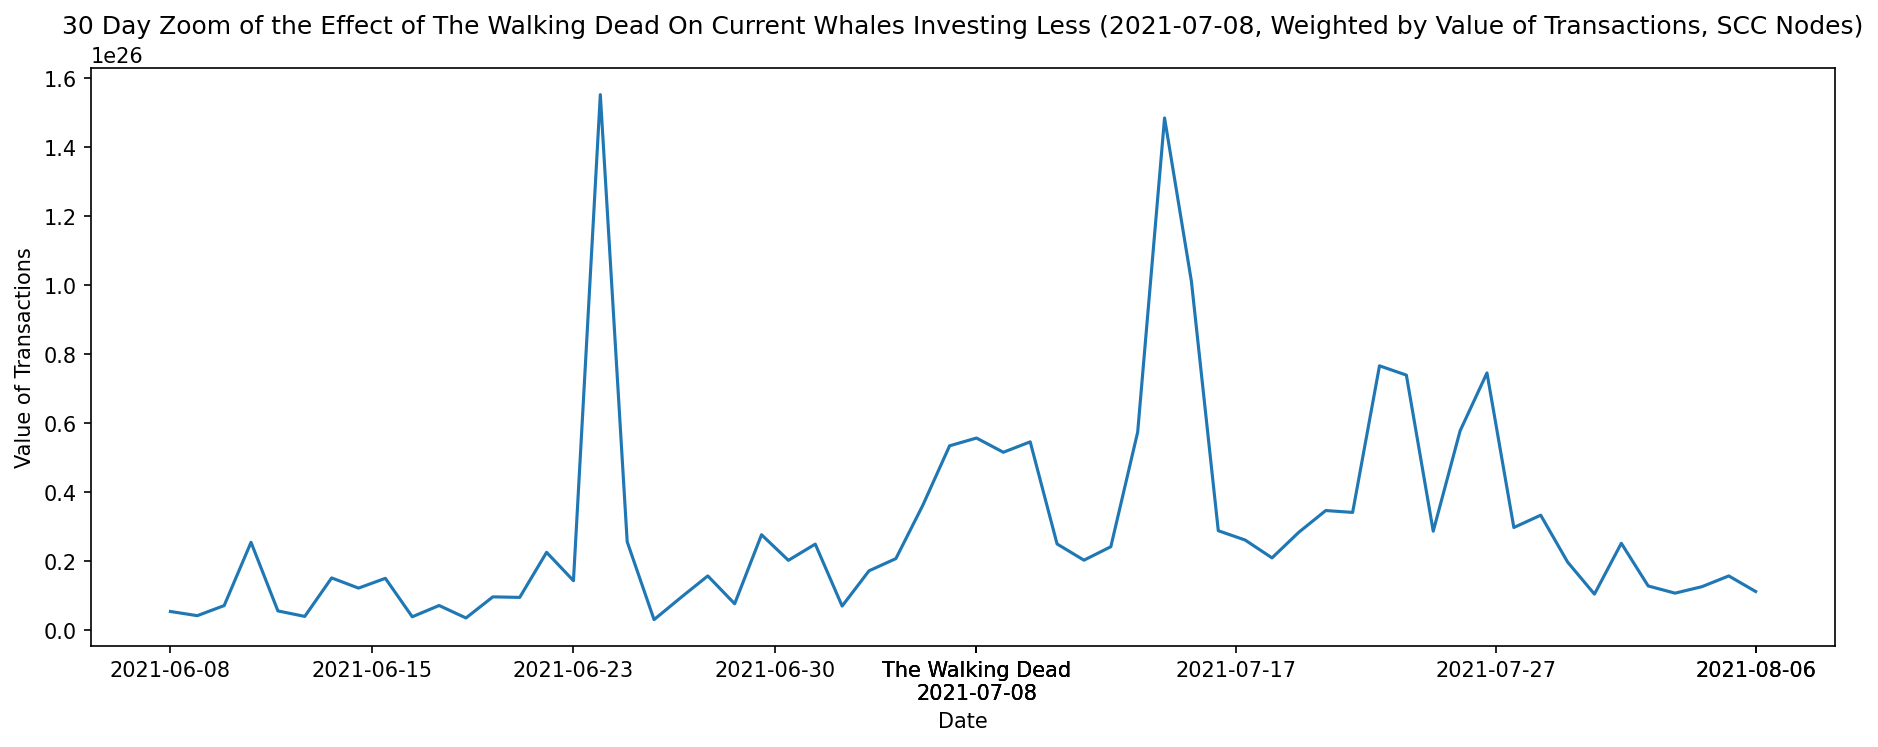 30 Day Zoom of the Effect of The Walking Dead On Current Whales Investing Less (2021-07-08, Weighted by Value of Transactions, SCC Nodes)
1e26
1.6
1.4
1.2
1.0
0.8
0.6
0.4
0.2
0.0
Value of Transactions
2021-06-08 2021-06-15 2021-06-23 2021-06-30 The Walking Dead 2021-07-17 2021-07-27 2021-08-06
2021-07-08
Date